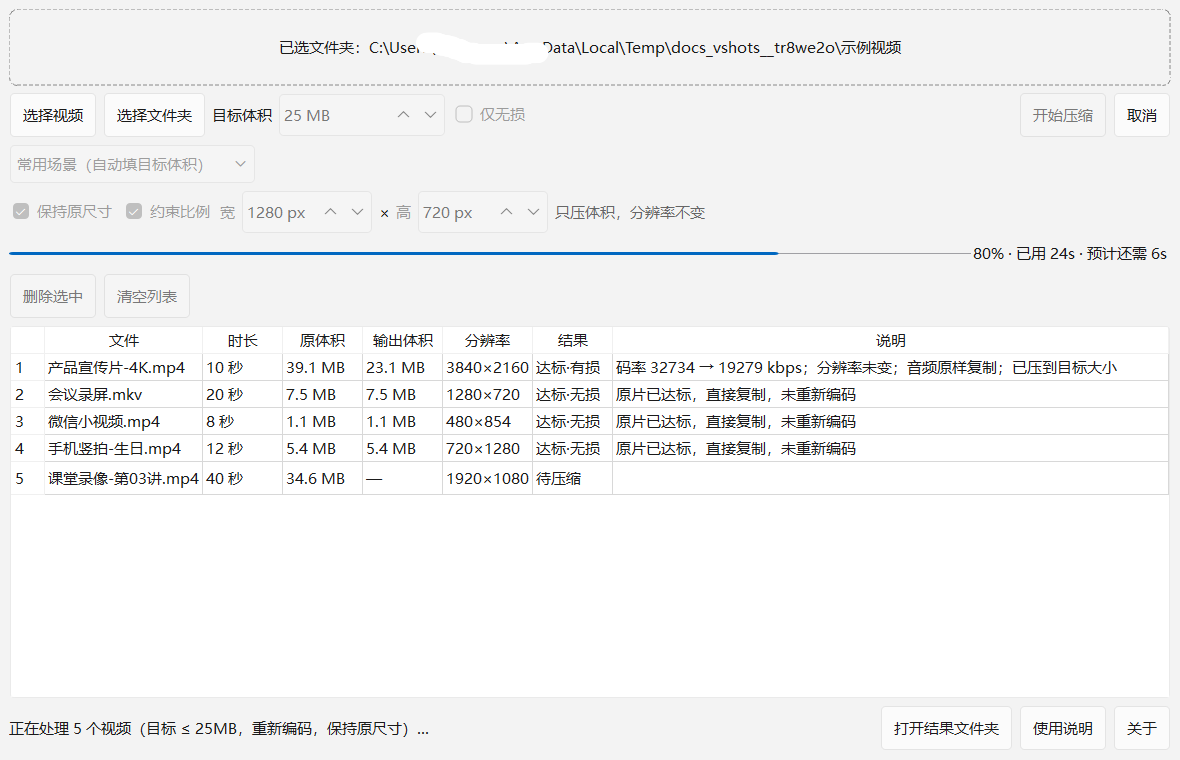 已选文件夹：C:\User Data\Local\Temp\docs_vshots__tr8we2o\示例视频
选择视频 选择文件夹 目标体积 25 MB 仅无损 开始压缩 取消
常用场景（自动填目标体积）
保持原尺寸 约束比例 宽 1280 px × 高 720 px 只压体积，分辨率不变
80% · 已用 24s · 预计还需 6s
删除选中 清空列表
文件 时长 原体积 输出体积 分辨率 结果 说明
1 产品宣传片-4K.mp4 10 秒 39.1 MB 23.1 MB 3840×2160 达标·有损 码率 32734 → 19279 kbps；分辨率未变；音频原样复制；已压到目标大小
2 会议录屏.mkv 20 秒 7.5 MB 7.5 MB 1280×720 达标·无损 原片已达标，直接复制，未重新编码
3 微信小视频.mp4 8 秒 1.1 MB 1.1 MB 480×854 达标·无损 原片已达标，直接复制，未重新编码
4 手机竖拍-生日.mp4 12 秒 5.4 MB 5.4 MB 720×1280 达标·无损 原片已达标，直接复制，未重新编码
5 课堂录像-第03讲.mp4 40 秒 34.6 MB — 1920×1080 待压缩
正在处理 5 个视频（目标 ≤ 25MB，重新编码，保持原尺寸）... 打开结果文件夹 使用说明 关于